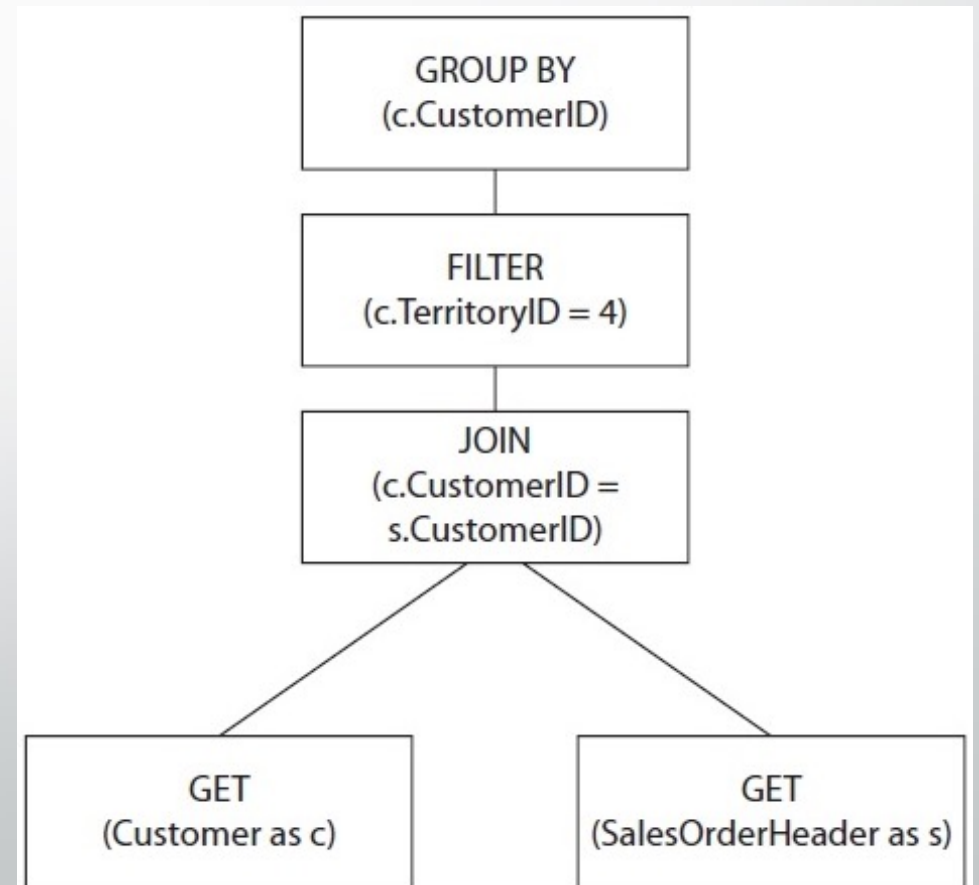 GROUP BY
(c.CustomerID)
FILTER
(c.TerritoryID = 4)
JOIN
(c.CustomerID =
s.CustomerID)
GET
(Customer as c)
GET
(SalesOrderHeader as s)